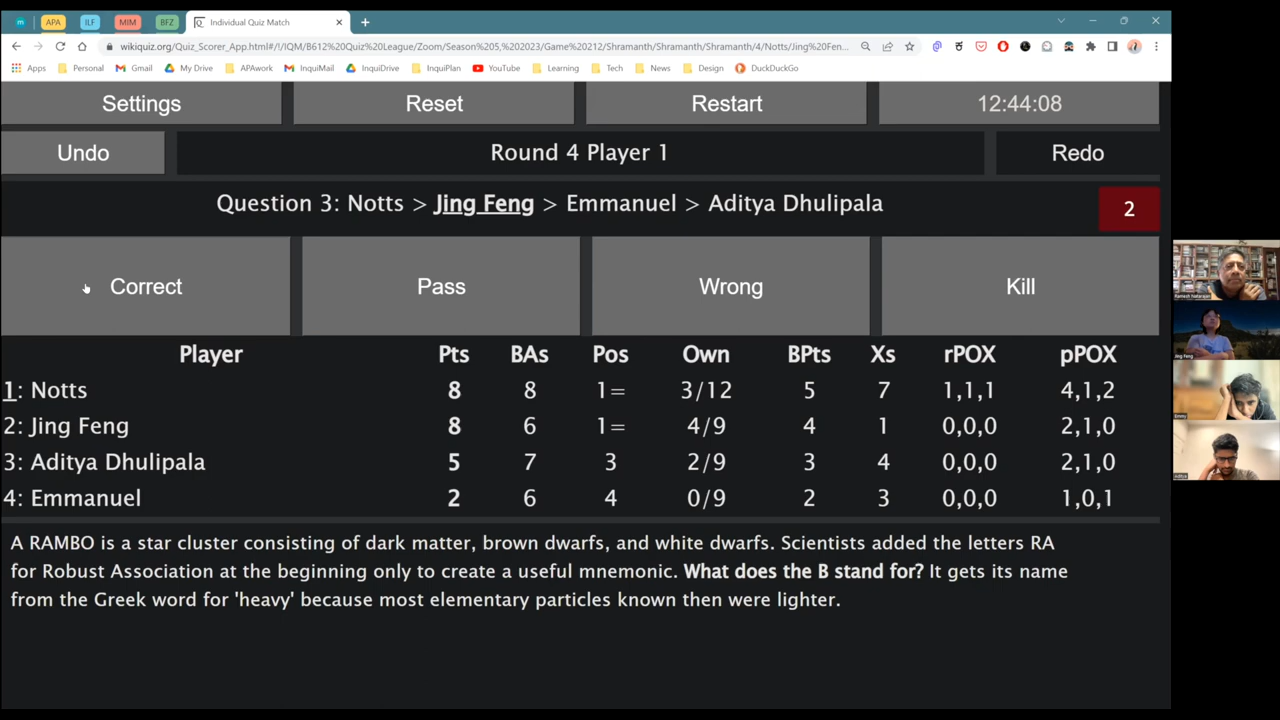 APA
ILF
MIM
BFZ
Individual Quiz Match
wikiquiz.org/Quiz_Scorer_App.html#/!/IQM/B612%20Quiz%20League/Zoom/Season%205,%202023/Game%20212/Shramanth/Shramanth/Shramanth/4/Notts/Jing%20Fen...
Apps Personal Gmail My Drive APAwork InquiMail InquiDrive InquiPlan YouTube Learning Tech News Design DuckDuckGo
Settings Reset Restart 12:44:08
Undo Round 4 Player 1 Redo
Question 3: Notts > Jing Feng > Emmanuel > Aditya Dhulipala 2
Correct Pass Wrong Kill
Player Pts BAs Pos Own BPts Xs rPOX pPOX
1: Notts 8 8 1= 3/12 5 7 1,1,1 4,1,2
2: Jing Feng 8 6 1= 4/9 4 1 0,0,0 2,1,0
3: Aditya Dhulipala 5 7 3 2/9 3 4 0,0,0 2,1,0
4: Emmanuel 2 6 4 0/9 2 3 0,0,0 1,0,1
A RAMBO is a star cluster consisting of dark matter, brown dwarfs, and white dwarfs. Scientists added the letters RA
for Robust Association at the beginning only to create a useful mnemonic. What does the B stand for? It gets its name
from the Greek word for 'heavy' because most elementary particles known then were lighter.
Ramesh Natarajan
Jing Feng